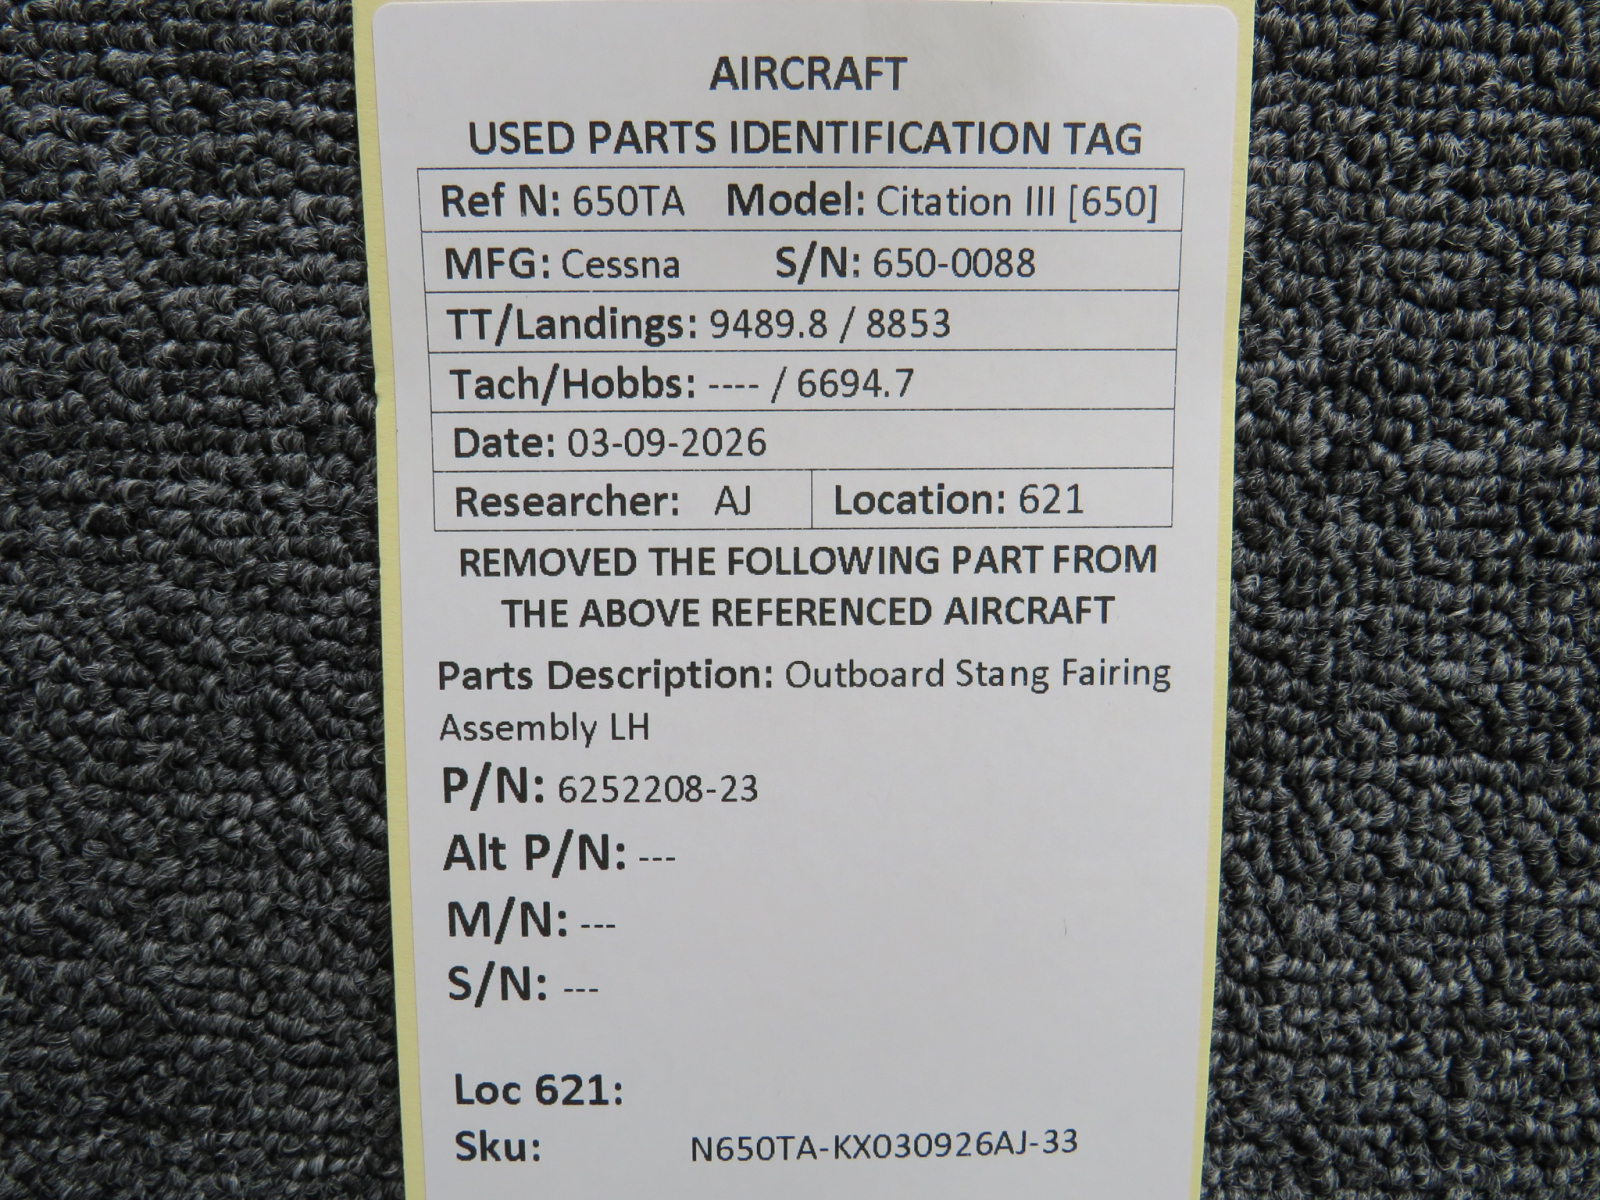 AIRCRAFT
USED PARTS IDENTIFICATION TAG
Ref N: 650TA Model: Citation III [650]
MFG: Cessna S/N: 650-0088
TT/Landings: 9489.8 / 8853
Tach/Hobbs: ---- / 6694.7
Date: 03-09-2026
Researcher: AJ Location: 621
REMOVED THE FOLLOWING PART FROM
THE ABOVE REFERENCED AIRCRAFT
Parts Description: Outboard Stang Fairing
Assembly LH
P/N: 6252208-23
Alt P/N: ---
M/N: ---
S/N: ---
Loc 621:
Sku: N650TA-KX030926AJ-33